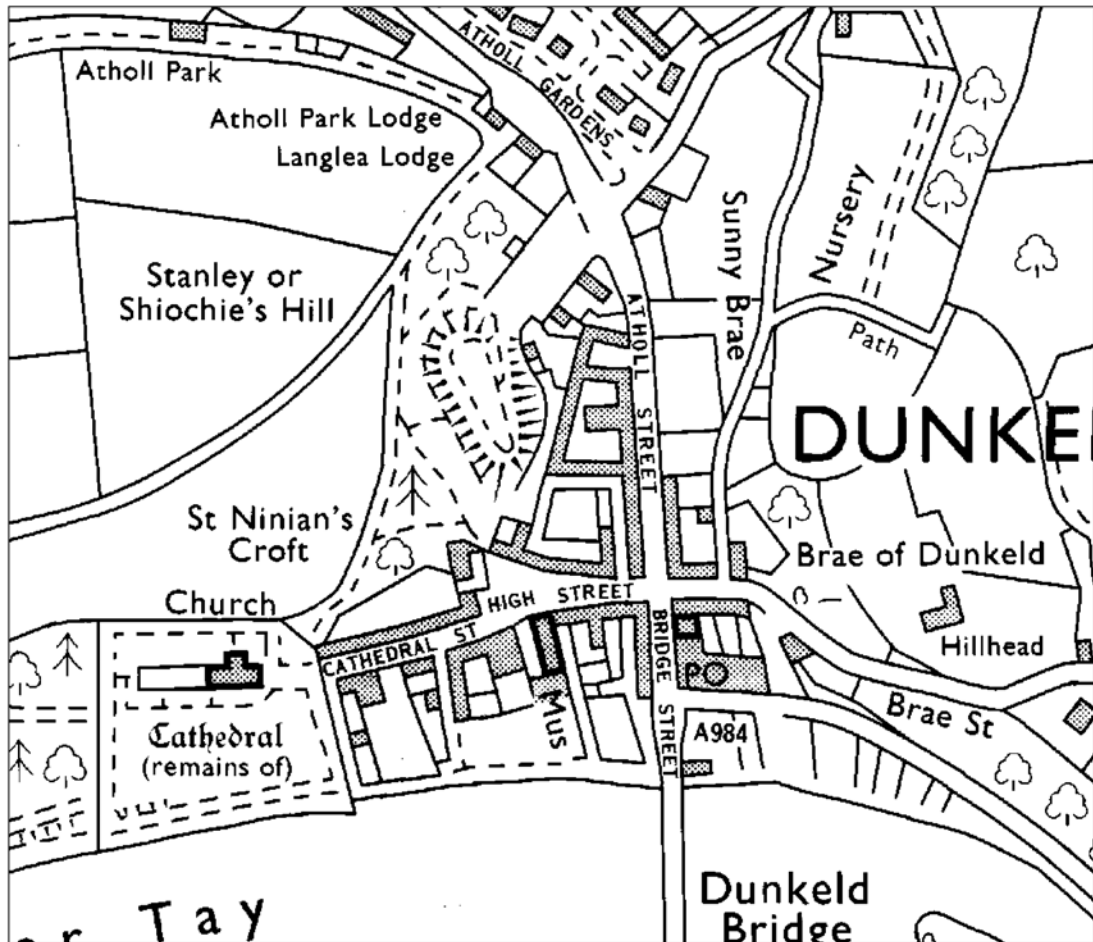 ATHOLL GARDENS
Atholl Park
Atholl Park Lodge
Langlea Lodge
Nursery
Sunny Brae
Stanley or
Shiochie's Hill
ATHOLL STREET
Path
DUNKE
St Ninian's
Croft
Brae of Dunkeld
Church
HIGH STREET
CATHEDRAL ST
BRIDGE STREET
Hillhead
PO
Mus
Brae St
A984
Cathedral
(remains of)
Dunkeld
Bridge
Tay